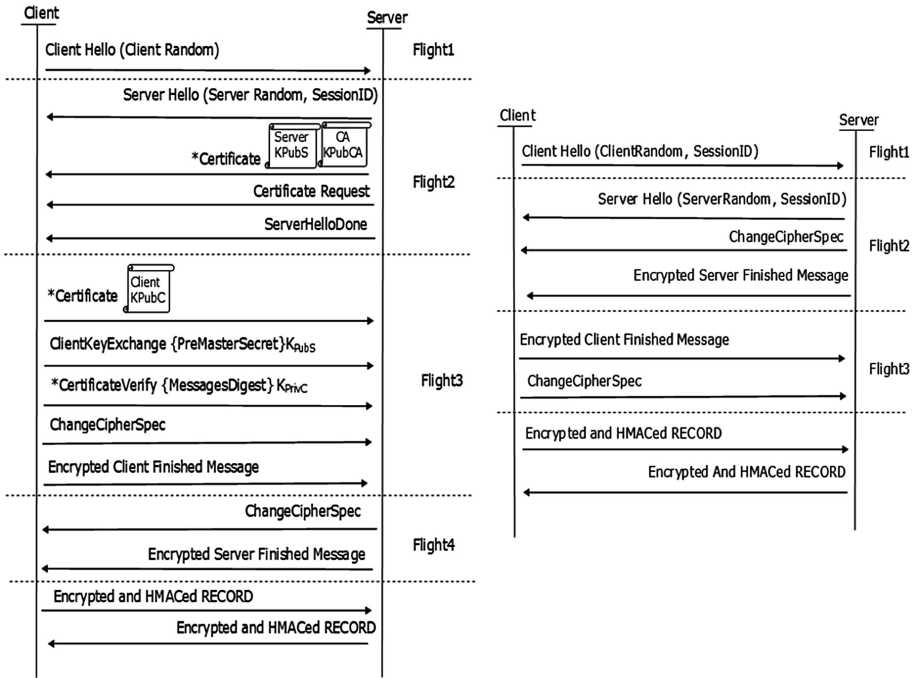 Client
Server
Client Hello (Client Random)
Flight1
Server Hello (Server Random, SessionID)
*Certificate
Server
KPubS
CA
KPubCA
Flight2
Certificate Request
ServerHelloDone
*Certificate
Client
KPubC
ClientKeyExchange {PreMasterSecret}KPubS
*CertificateVerify {MessagesDigest} KPrivC
Flight3
ChangeCipherSpec
Encrypted Client Finished Message
ChangeCipherSpec
Flight4
Encrypted Server Finished Message
Encrypted and HMACed RECORD
Encrypted and HMACed RECORD
Client
Server
Client Hello (ClientRandom, SessionID)
Flight1
Server Hello (ServerRandom, SessionID)
ChangeCipherSpec
Flight2
Encrypted Server Finished Message
Encrypted Client Finished Message
Flight3
ChangeCipherSpec
Encrypted and HMACed RECORD
Encrypted And HMACed RECORD